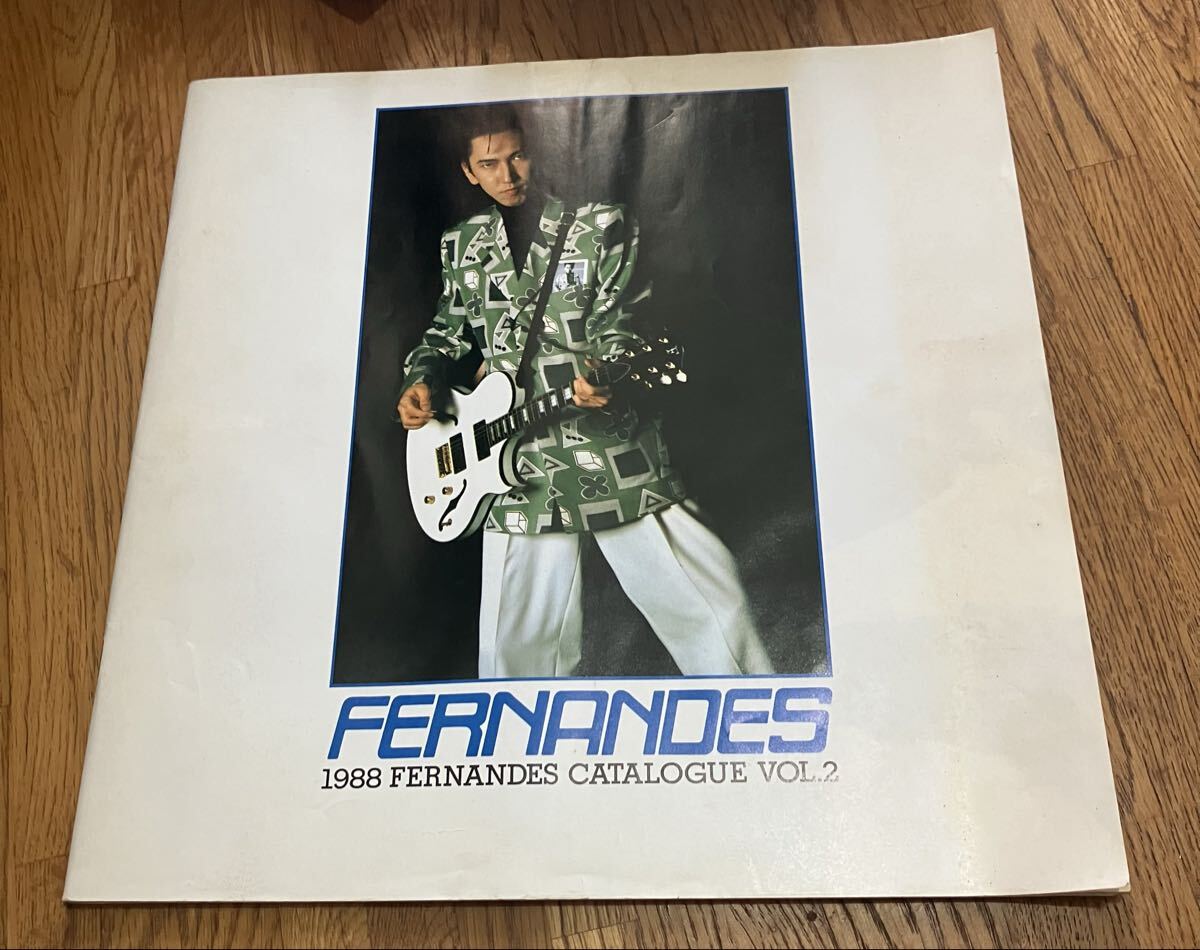 FERNANDES
1988 FERNANDES CATALOGUE VOL.2